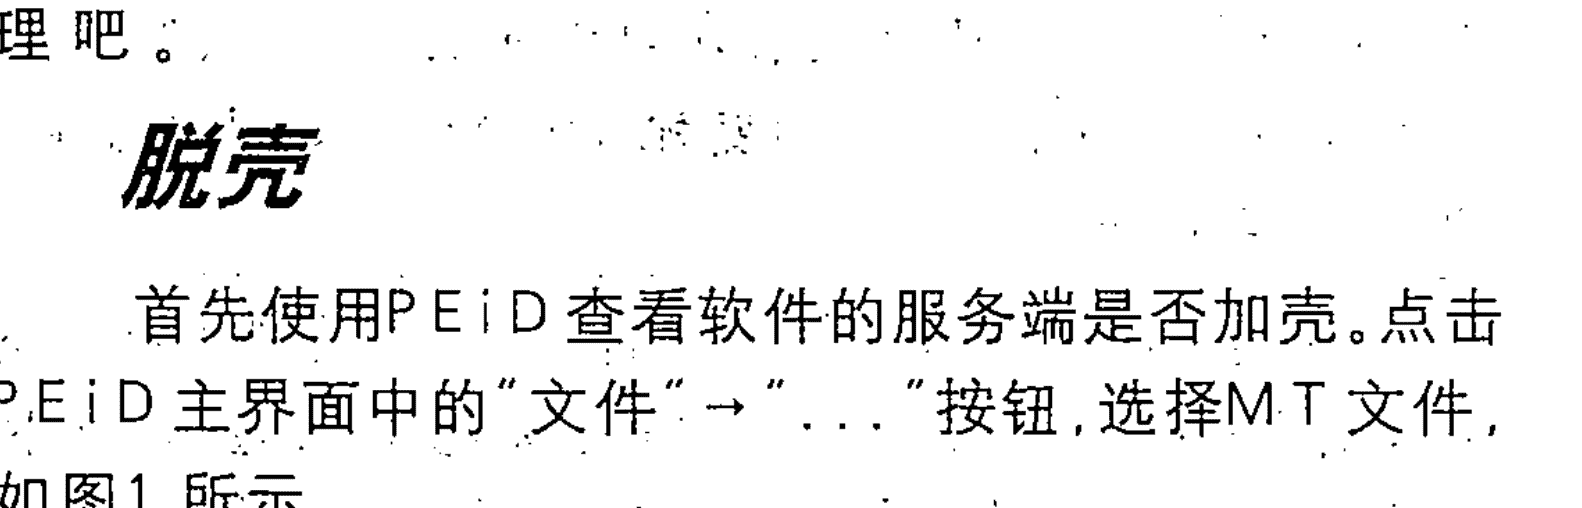 理吧。
脱壳
首先使用PEiD查看软件的服务端是否加壳。点击
PEiD主界面中的“文件“→“...”按钮,选择MT文件,
如图1所示